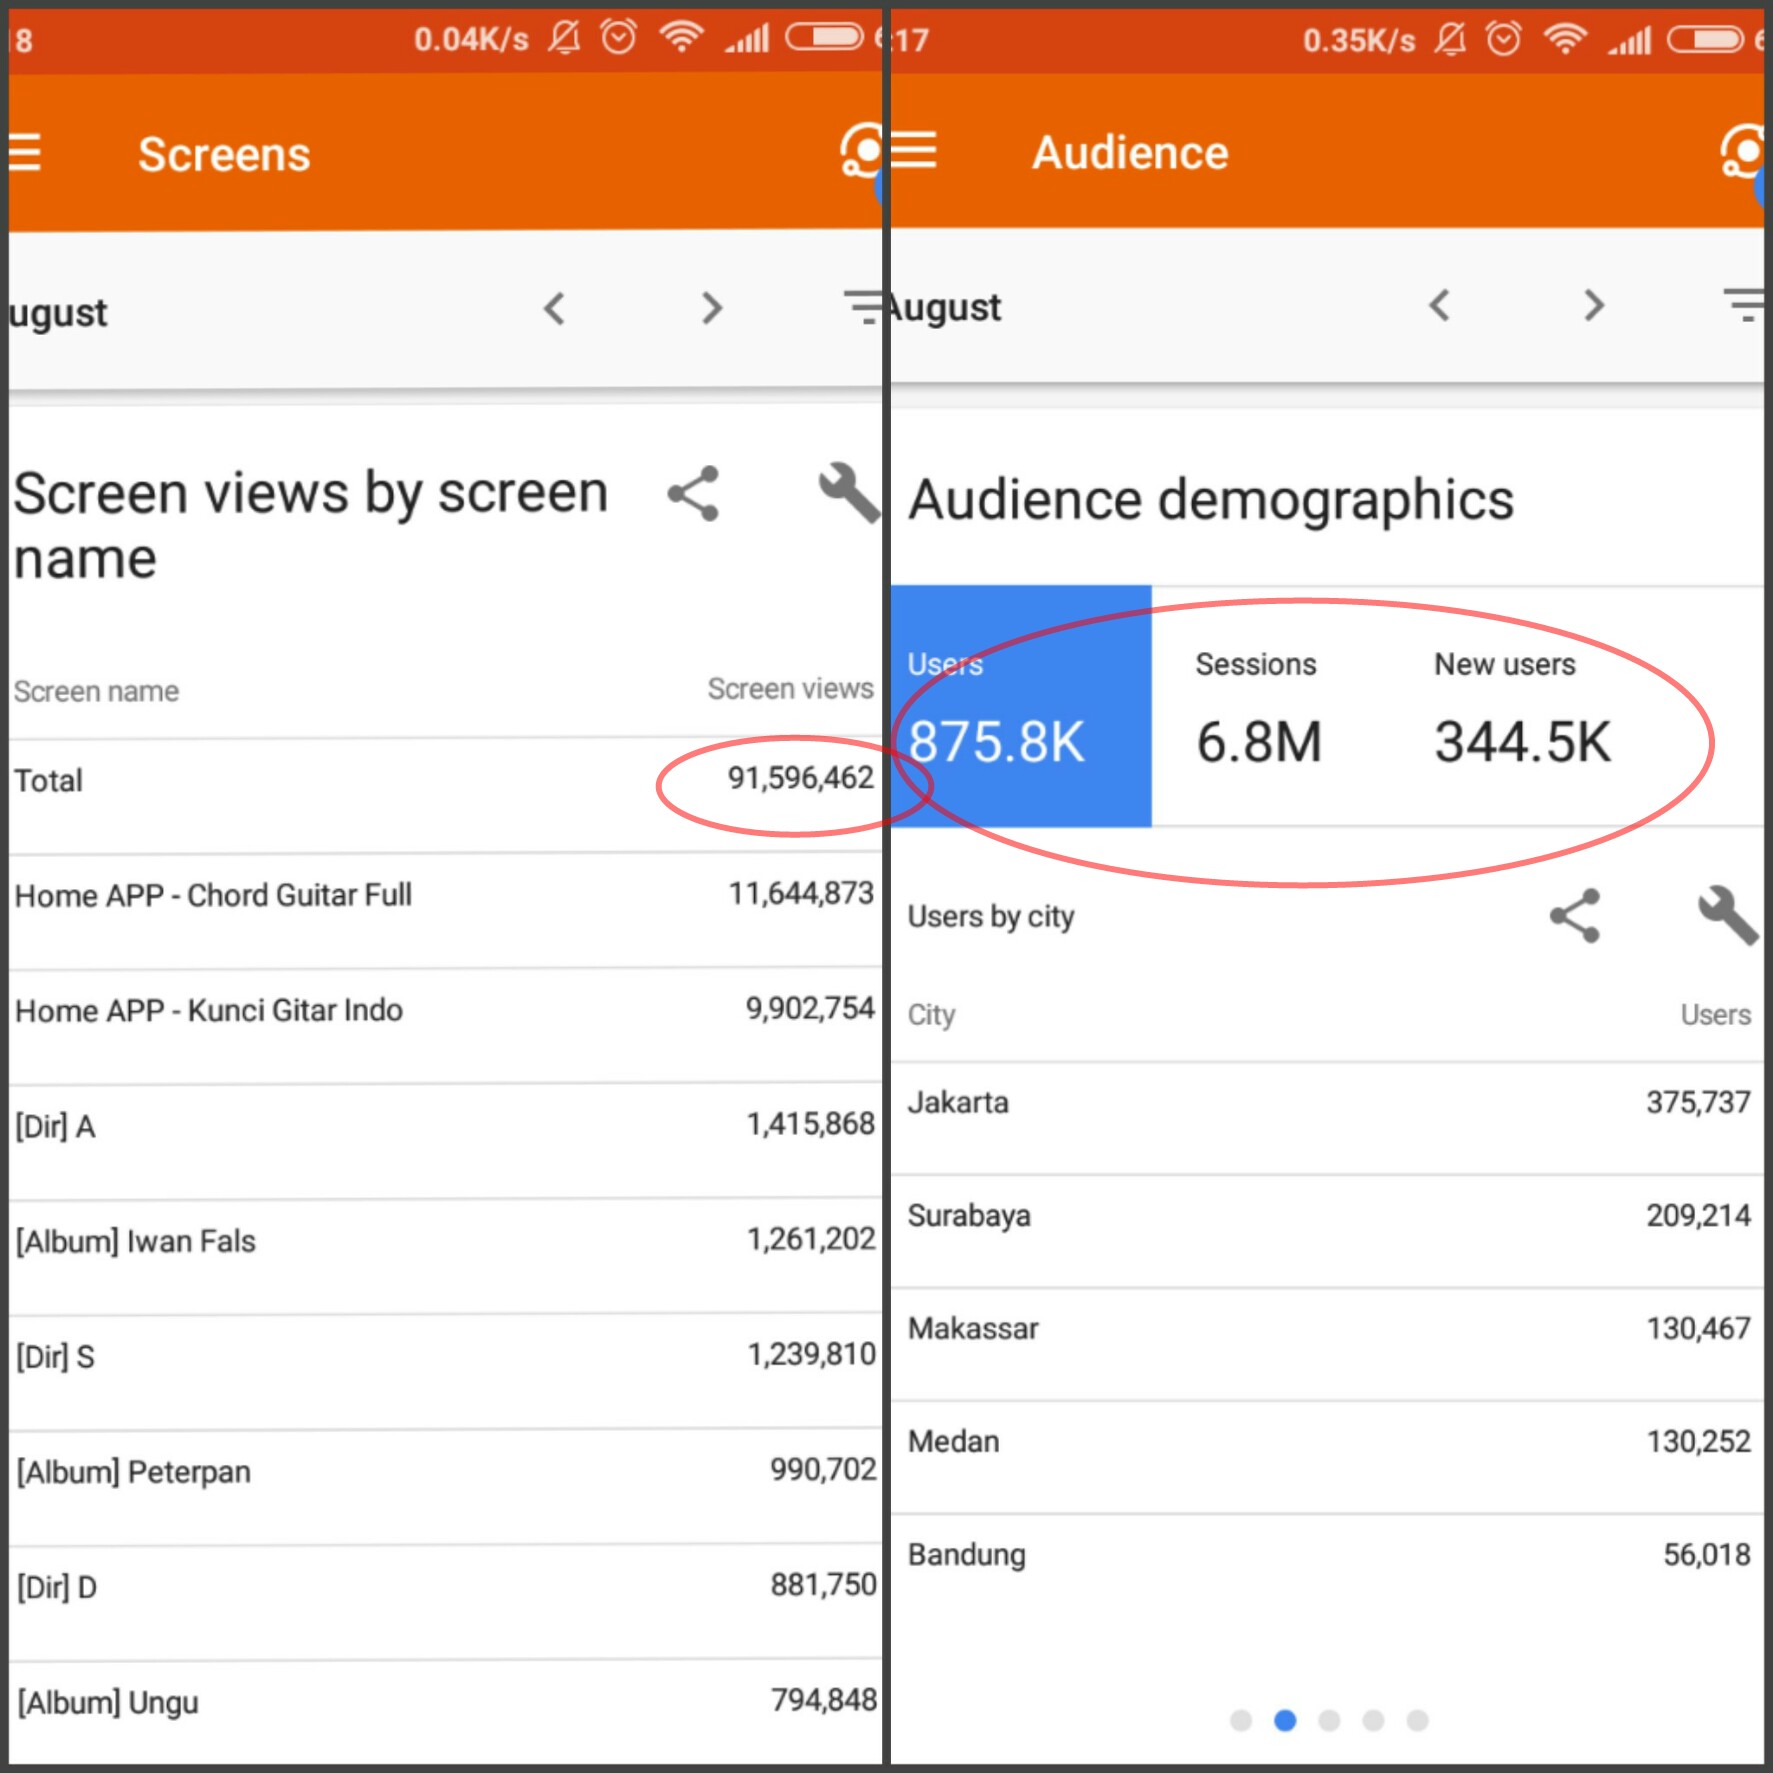 18 0.04K/s
Screens
ugust
Screen views by screen
name
Screen name Screen views
Total 91,596,462
Home APP - Chord Guitar Full 11,644,873
Home APP - Kunci Gitar Indo 9,902,754
[Dir] A 1,415,868
[Album] Iwan Fals 1,261,202
[Dir] S 1,239,810
[Album] Peterpan 990,702
[Dir] D 881,750
[Album] Ungu 794,848
:17 0.35K/s
Audience
August
Audience demographics
Users Sessions New users
875.8K 6.8M 344.5K
Users by city
City Users
Jakarta 375,737
Surabaya 209,214
Makassar 130,467
Medan 130,252
Bandung 56,018